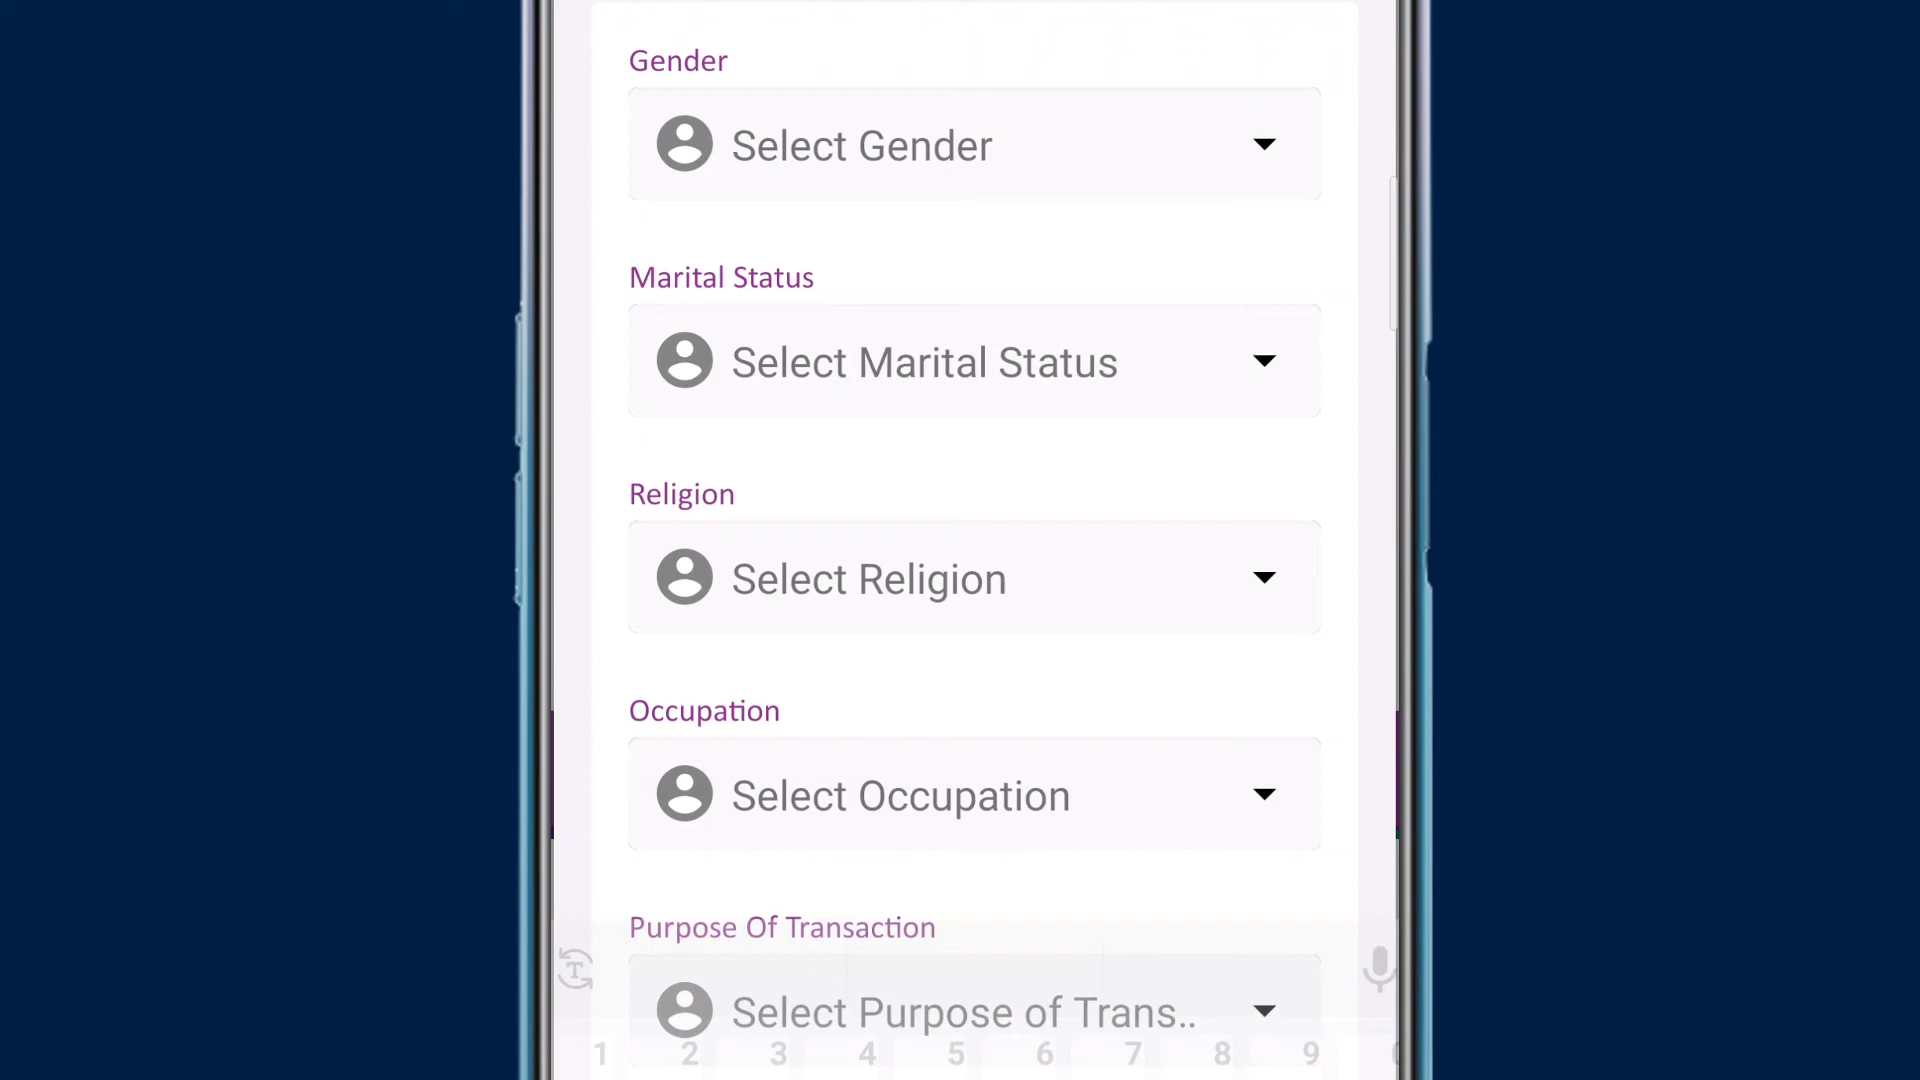 Gender
Select Gender
Marital Status
Select Marital Status
Religion
Select Religion
Occupation
Select Occupation
Purpose Of Transaction
Select Purpose of Trans..
T
1 2 3 4 5 6 7 8 9